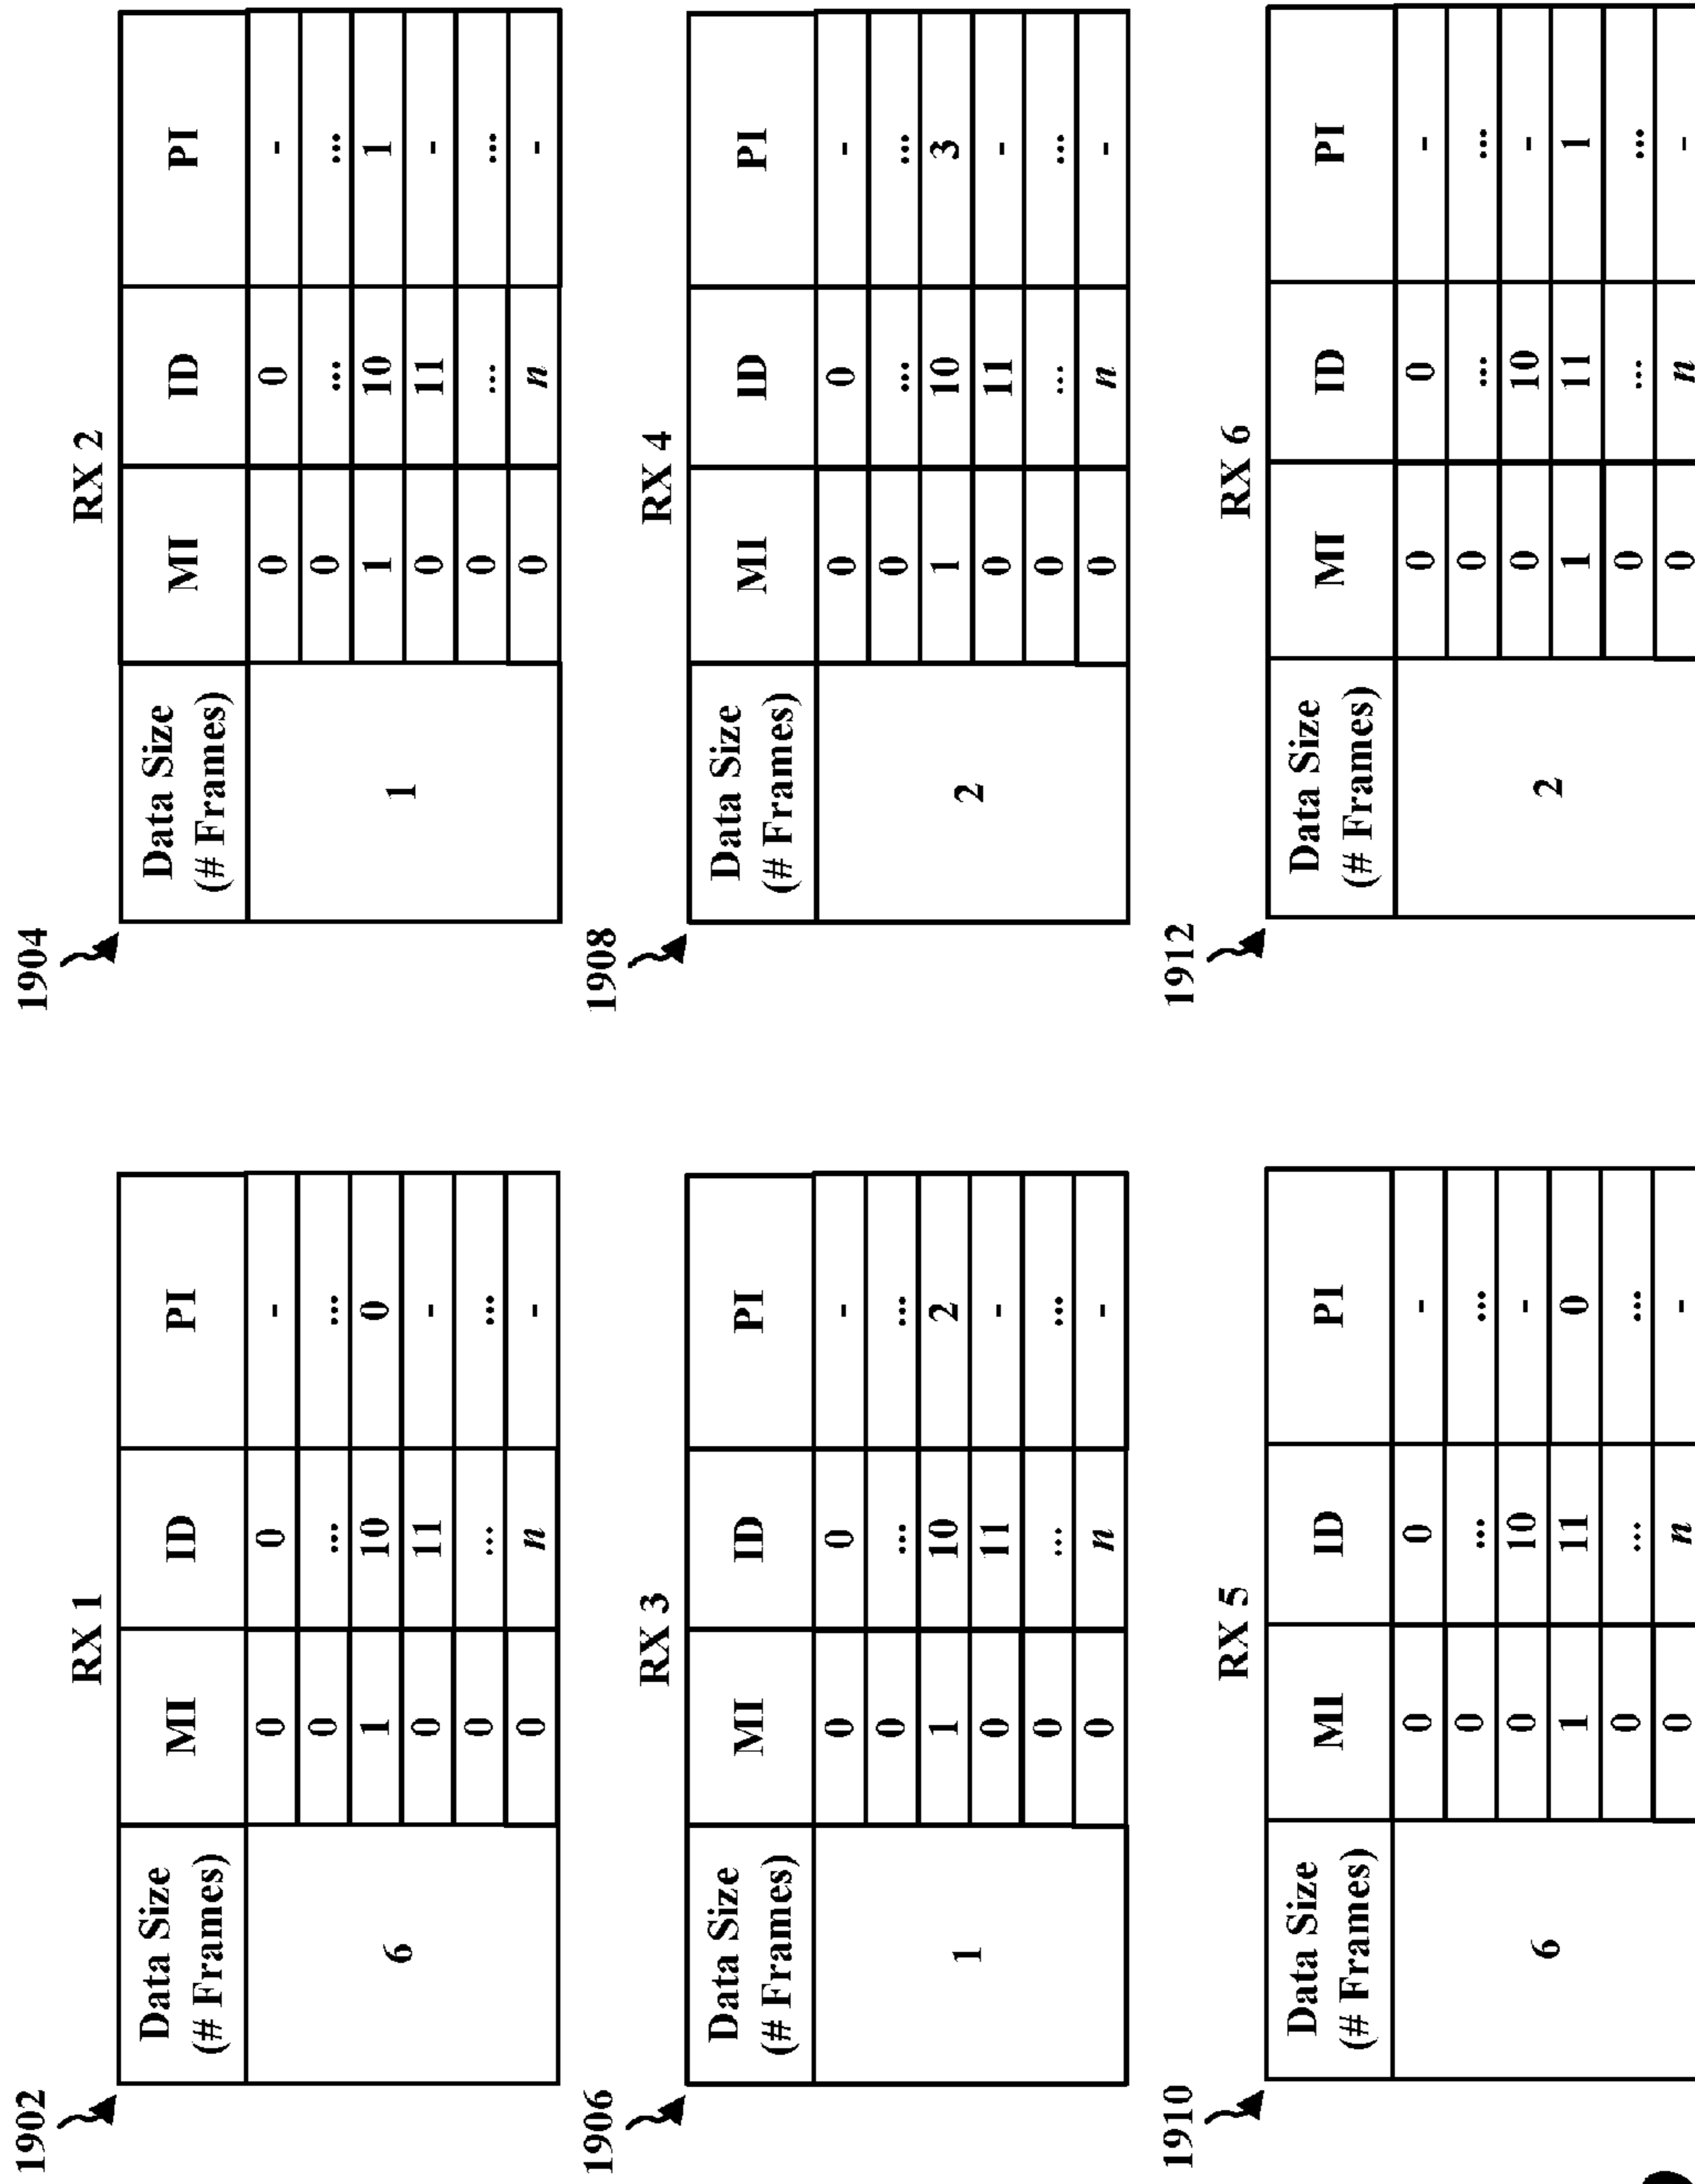 1902
RX 1
Data Size
(# Frames)
MI ID PI
6
0 0 -
0 ... ...
1 10 0
0 11 -
0 ... ...
0 n -
1904
RX 2
Data Size
(# Frames)
MI ID PI
1
0 0 -
0 ... ...
1 10 1
0 11 -
0 ... ...
0 n -
1906
RX 3
Data Size
(# Frames)
MI ID PI
1
0 0 -
0 ... ...
1 10 2
0 11 -
0 ... ...
0 n -
1908
RX 4
Data Size
(# Frames)
MI ID PI
2
0 0 -
0 ... ...
1 10 3
0 11 -
0 ... ...
0 n -
1910
RX 5
Data Size
(# Frames)
MI ID PI
6
0 0 -
0 ... ...
0 10 -
1 11 0
0 ... ...
0 n -
1912
RX 6
Data Size
(# Frames)
MI ID PI
2
0 0 -
0 ... ...
0 10 -
1 11 1
0 ... ...
0 n -